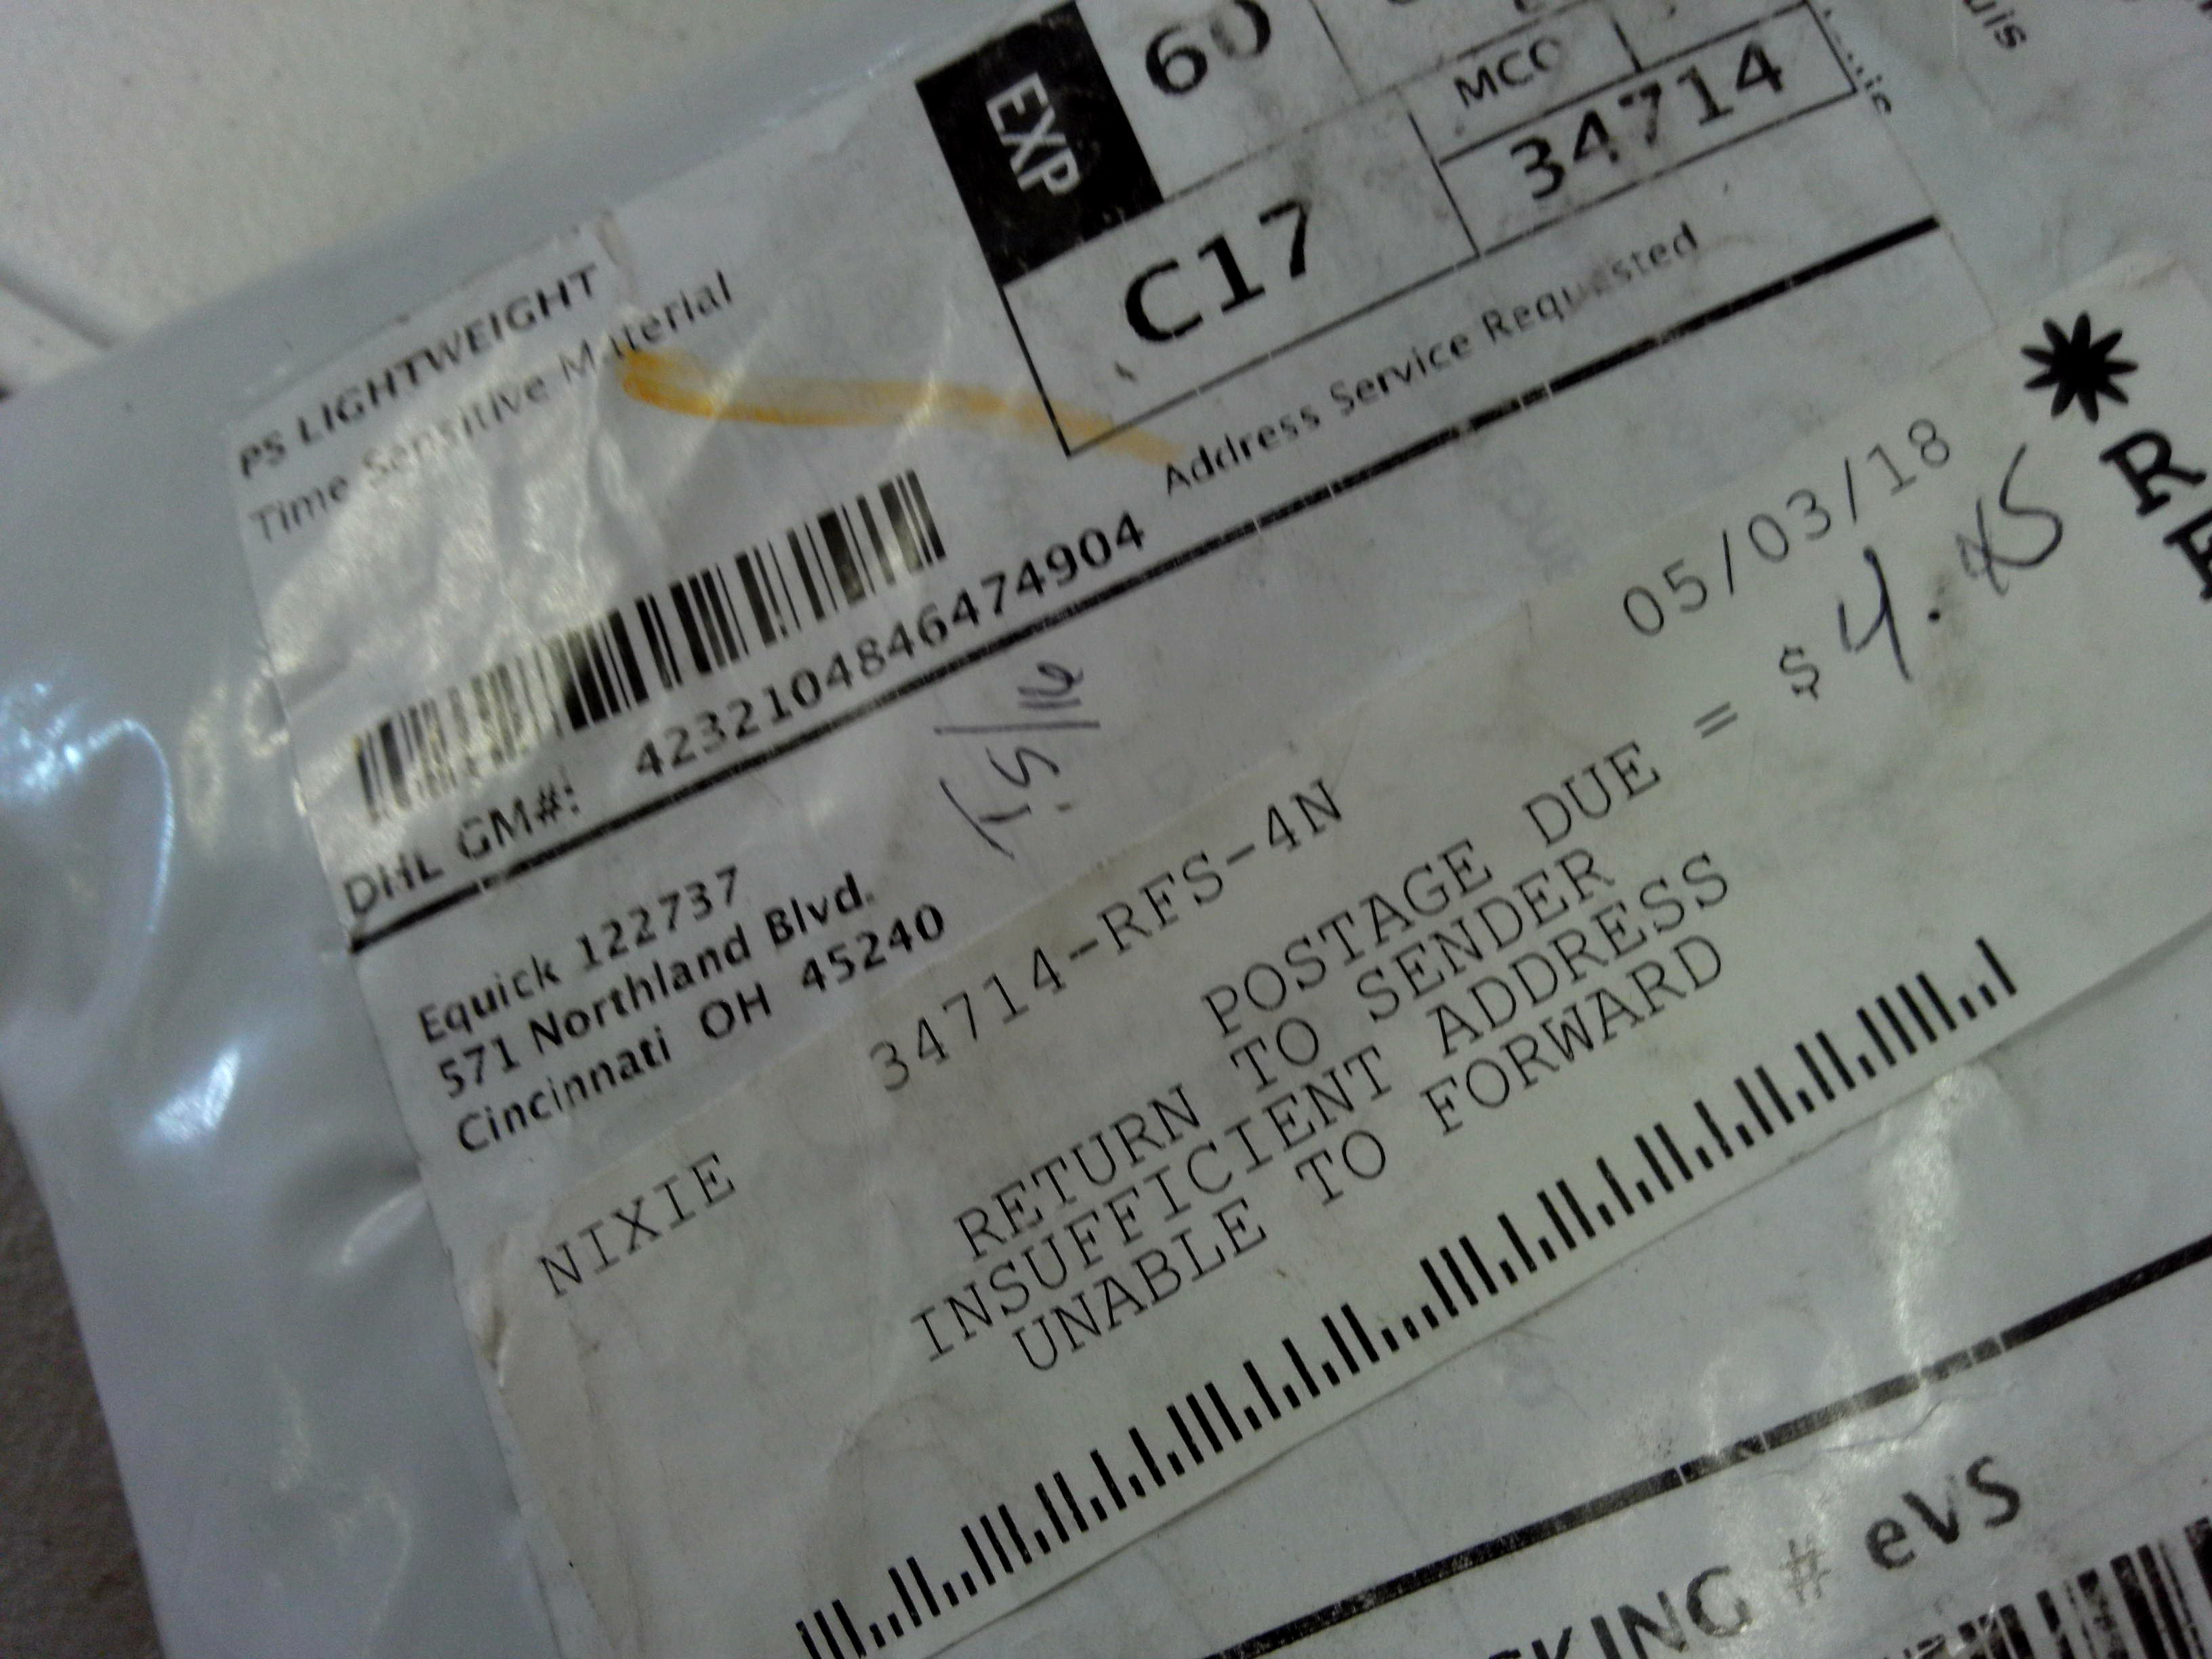 EXP
60
MCO
C17
34714
PS LIGHTWEIGHT
Time Sensitive Material
Address Service Requested
DHL GM#: 4232104846474904
Equick 122737
571 Northland Blvd.
Cincinnati OH 45240
NIXIE 34714-RFS-4N 05/03/18
POSTAGE DUE = $ 4.45
RETURN TO SENDER
INSUFFICIENT ADDRESS
UNABLE TO FORWARD
R
# eVS